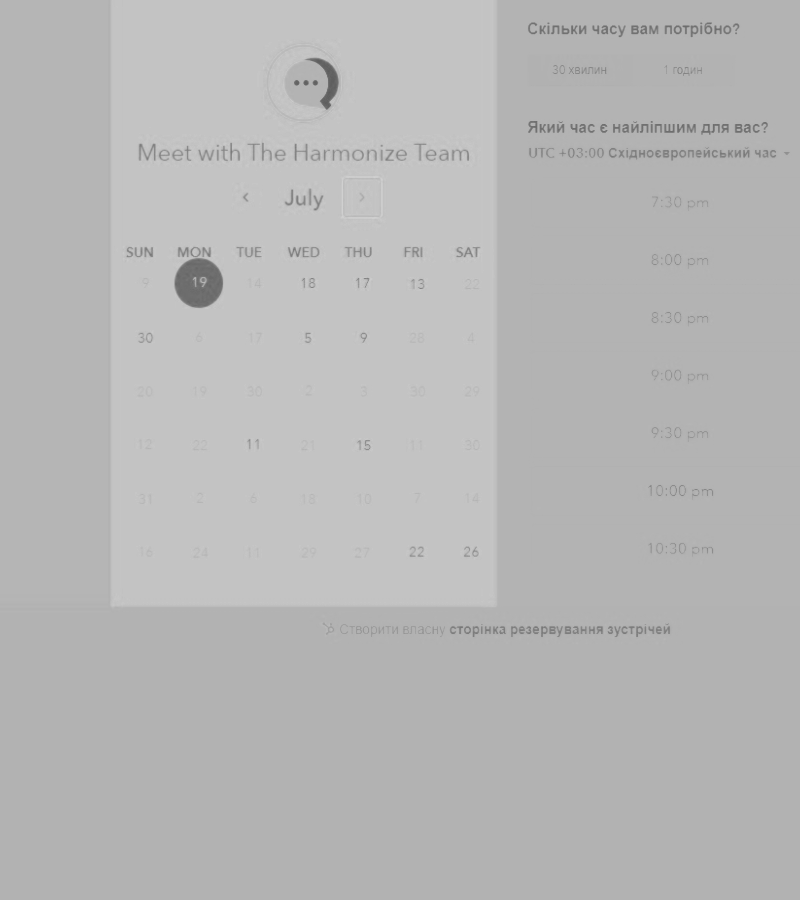 Meet with The Harmonize Team
July
SUN MON TUE WED THU FRI SAT
9 19 14 18 17 13 22
30 6 17 5 9 28 4
20 19 30 2 3 30 29
12 22 11 21 15 11 30
31 2 6 18 10 7 14
16 24 11 29 27 22 26
Скільки часу вам потрібно?
30 хвилин 1 годин
Який час є найліпшим для вас?
UTC +03:00 Східноєвропейський час
7:30 pm
8:00 pm
8:30 pm
9:00 pm
9:30 pm
10:00 pm
10:30 pm
Створити власну сторінка резервування зустрічей